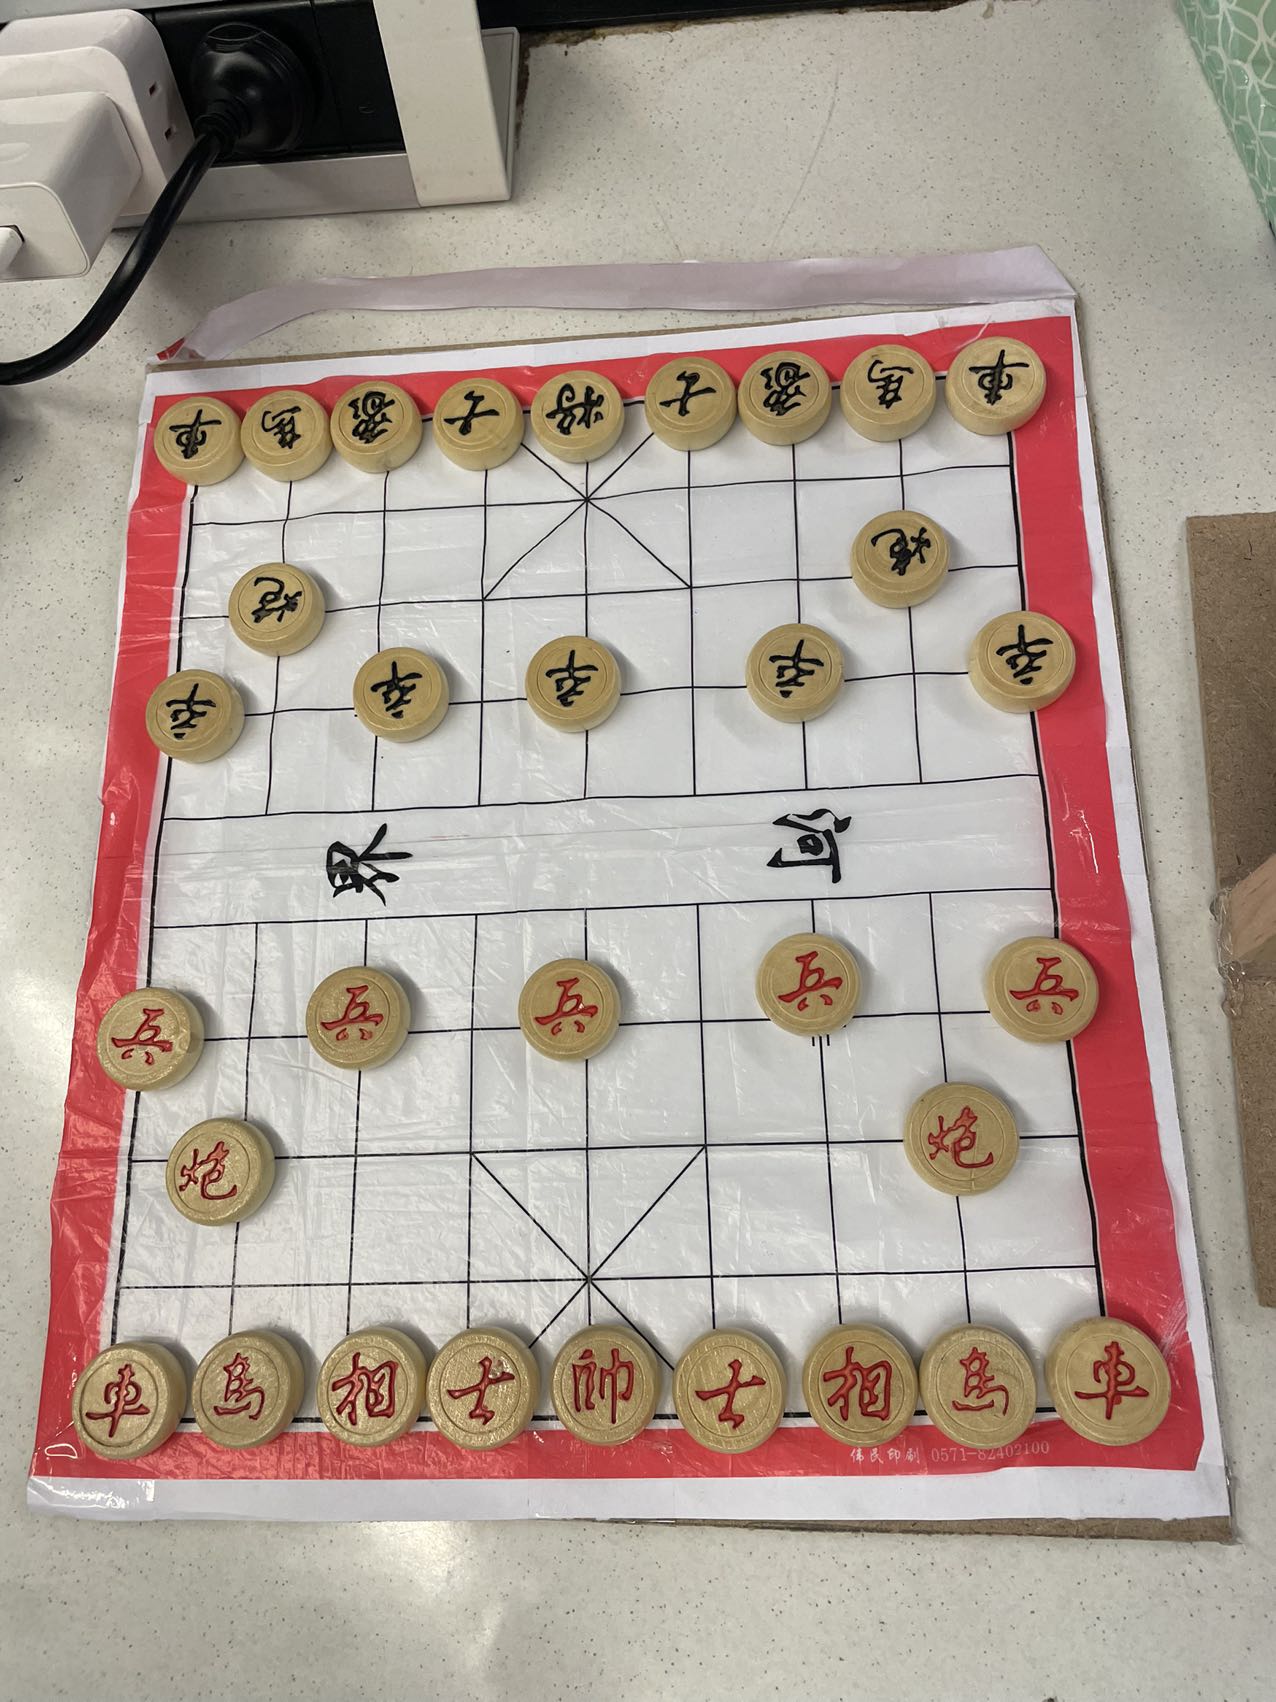 車 馬 象 士 将 士 象 馬 車
炮 炮
卒 卒 卒 卒 卒
界
兵 兵 兵 兵 兵
炮 炮
車 馬 相 士 帥 士 相 馬 車
伟民印刷 0571-82402100